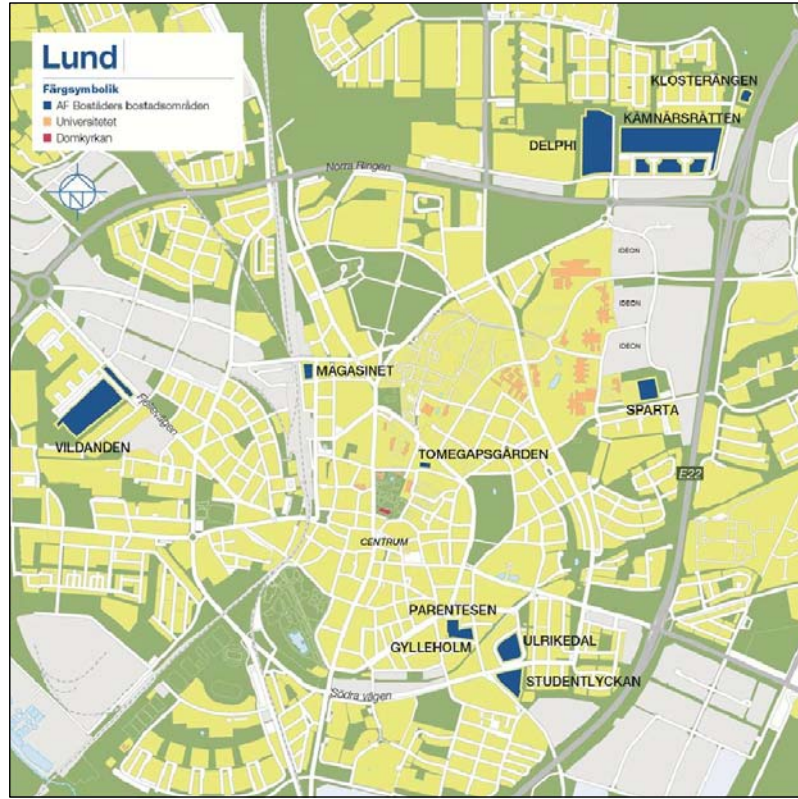 Lund
Färgsymbolik
AF Bostäders bostadsområden
Universitetet
Domkyrkan
N
KLOSTERÄNGEN
KÄMNÄRSRÄTTEN
DELPHI
Norra Ringen
IDEON
IDEON
IDEON
MAGASINET
SPARTA
Fjelievägen
VILDANDEN
TOMEGAPSGÅRDEN
E22
CENTRUM
PARENTESEN
GYLLEHOLM
ULRIKEDAL
STUDENTLYCKAN
Södra vägen